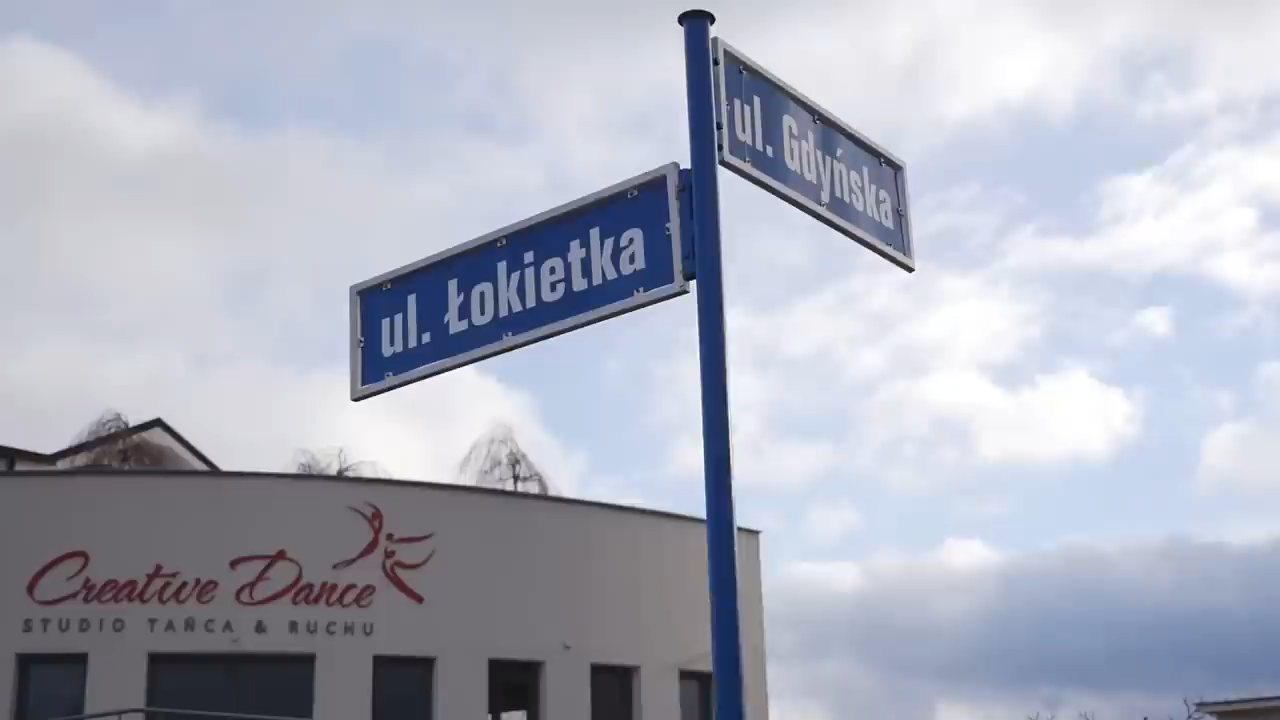 ul. Gdyńska
ul. Łokietka
Creative Dance
STUDIO TAŃCA & RUCHU